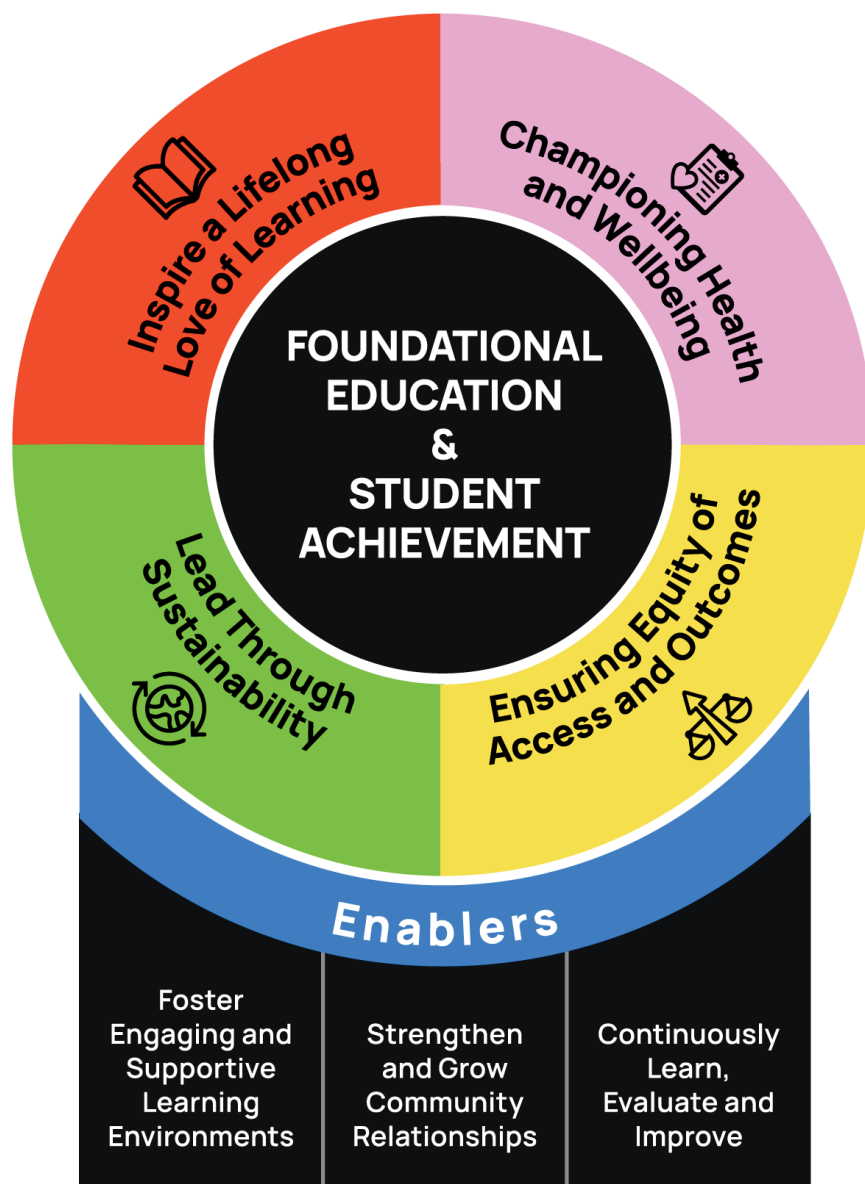 Inspire a Lifelong
Love of Learning
Championing Health
and Wellbeing
FOUNDATIONAL
EDUCATION
&
STUDENT
ACHIEVEMENT
Lead Through
Sustainability
Ensuring Equity of
Access and Outcomes
Enablers
Foster
Engaging and
Supportive
Learning
Environments
Strengthen
and Grow
Community
Relationships
Continuously
Learn,
Evaluate and
Improve